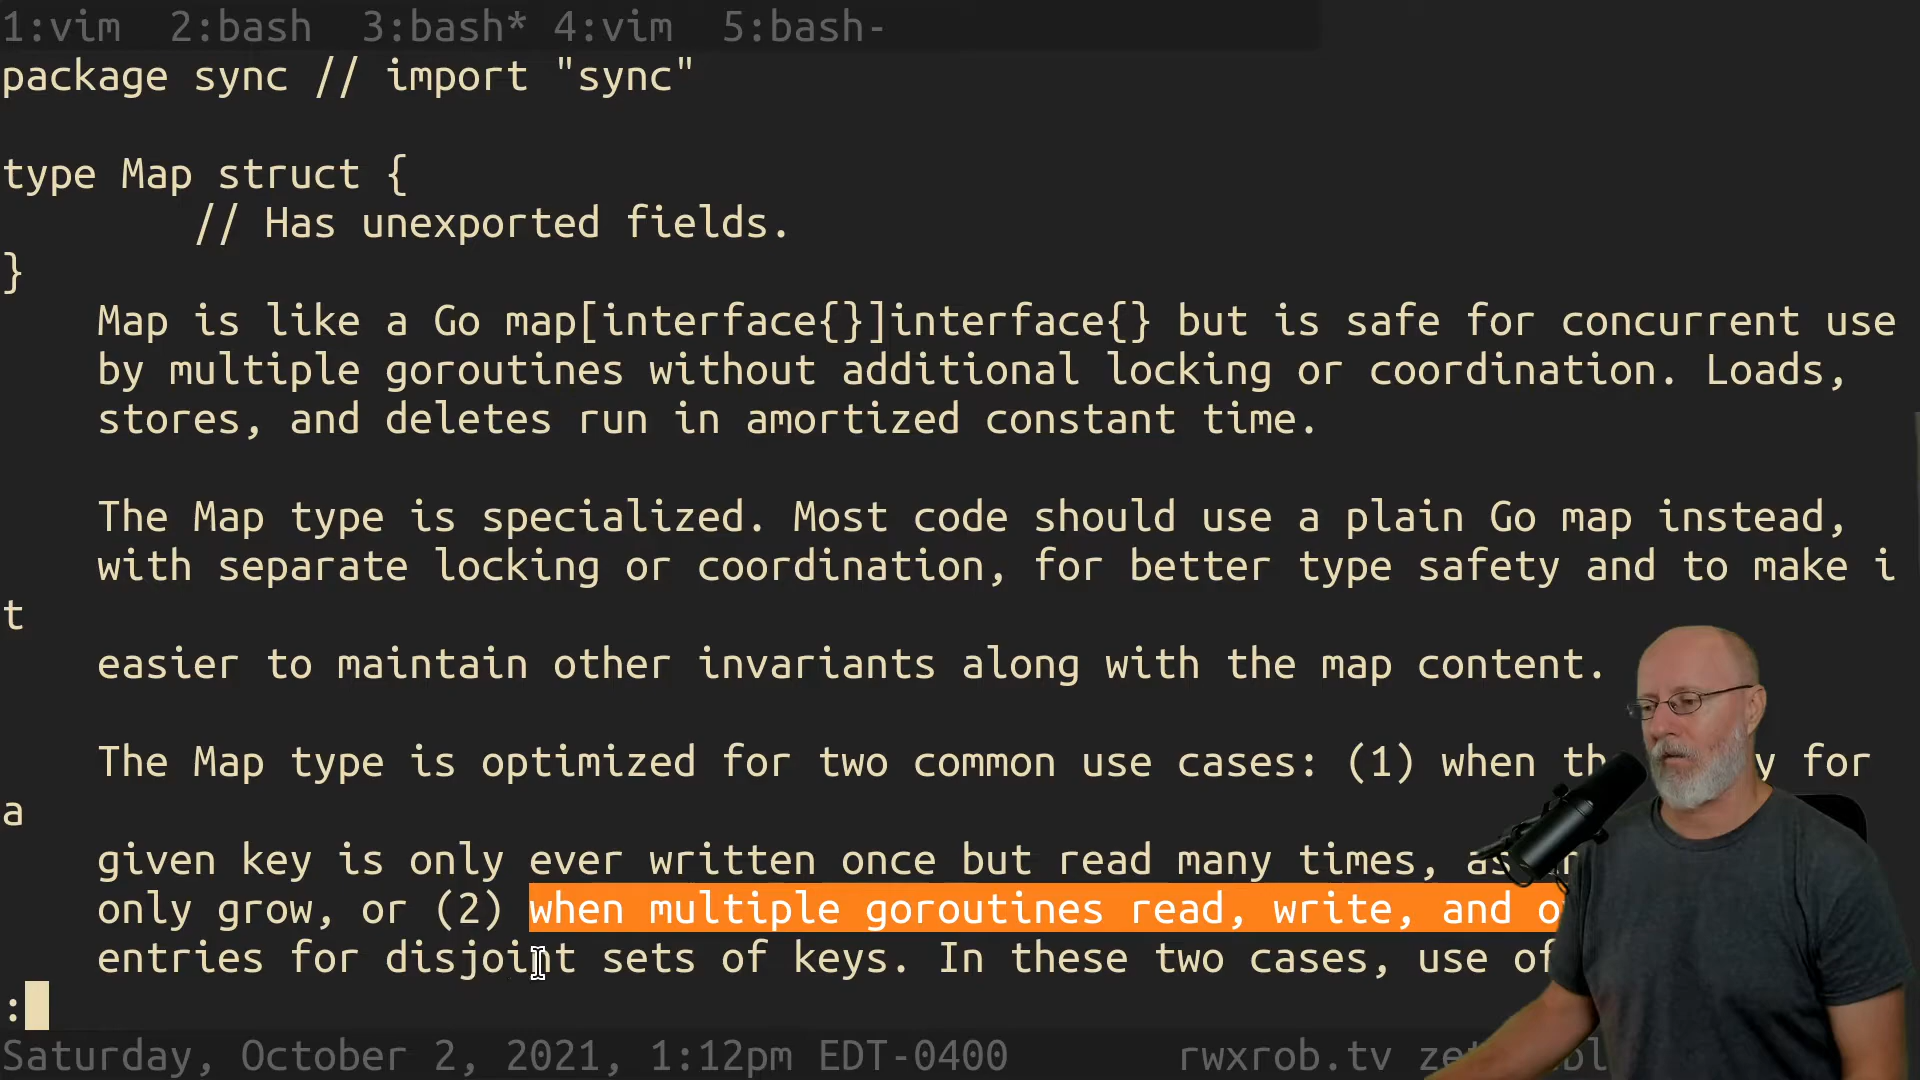 1:vim  2:bash  3:bash* 4:vim  5:bash-
package sync // import "sync"
type Map struct {
// Has unexported fields.
}
Map is like a Go map[interface{}]interface{} but is safe for concurrent use
by multiple goroutines without additional locking or coordination. Loads,
stores, and deletes run in amortized constant time.
The Map type is specialized. Most code should use a plain Go map instead,
with separate locking or coordination, for better type safety and to make i
t
easier to maintain other invariants along with the map content.
The Map type is optimized for two common use cases: (1) when for
a
given key is only ever written once but read many times,
only grow, or (2) when multiple goroutines read, write, and
entries for disjoint sets of keys. In these two cases, use of
:
Saturday, October 2, 2021, 1:12pm EDT-0400 rwxrob.tv